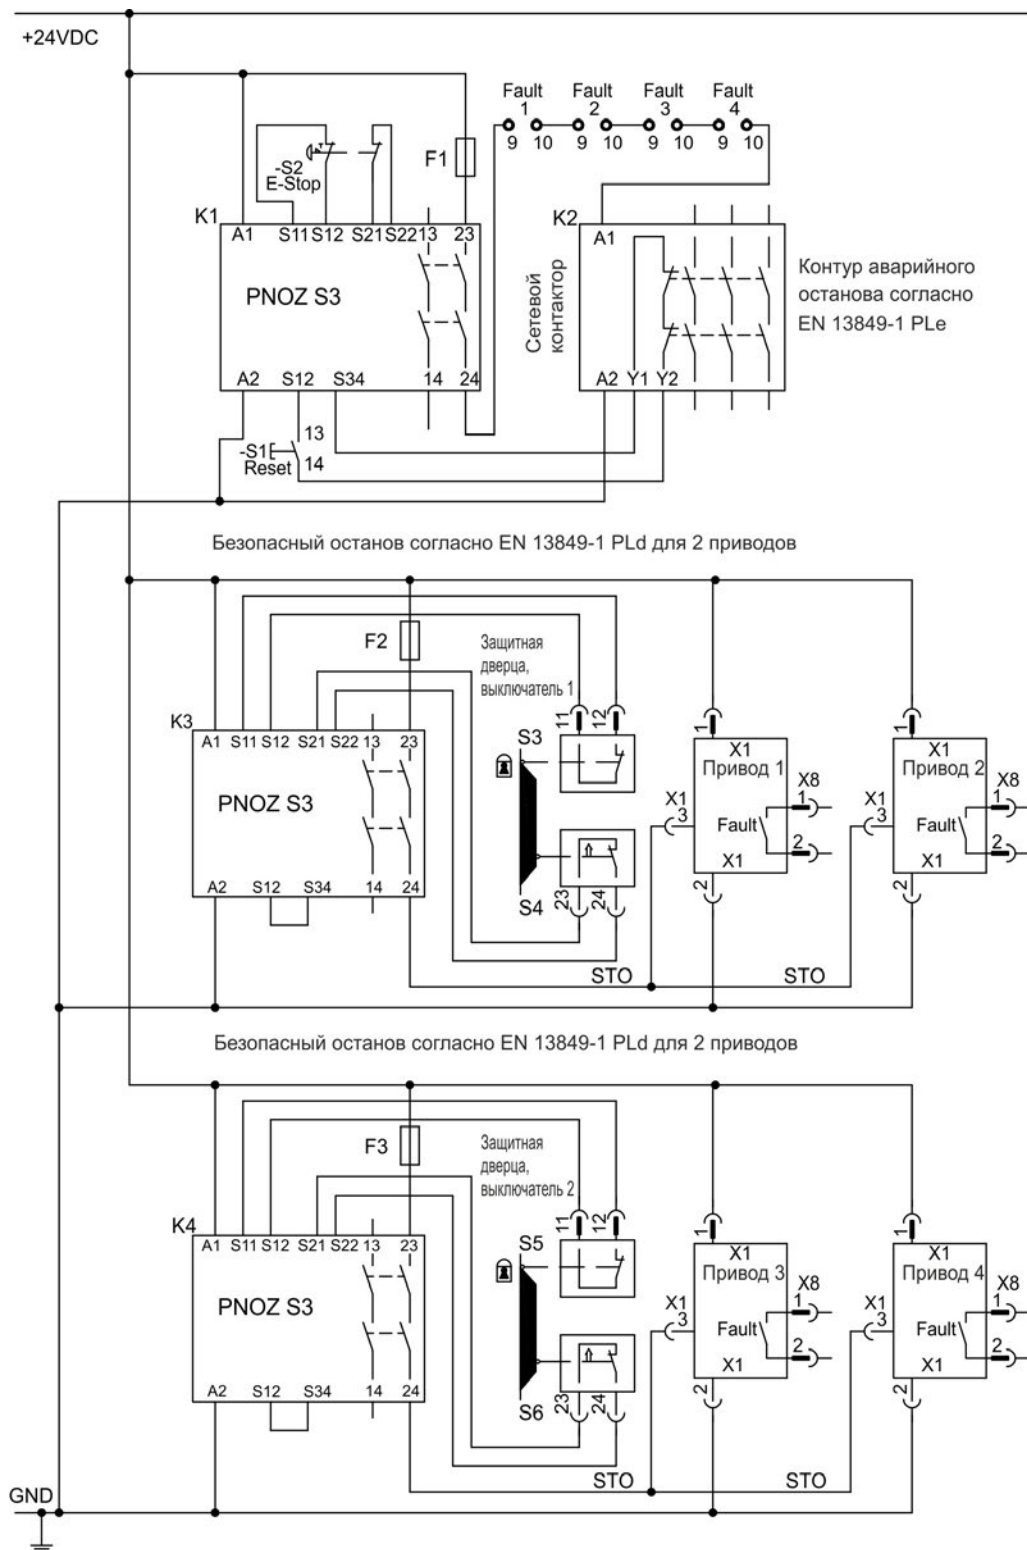 +24VDC
Fault 1 Fault 2 Fault 3 Fault 4
9 10 9 10 9 10 9 10
-S2
E-Stop
F1
K1
A1 S11 S12 S21 S22 13 23
PNOZ S3
A2 S12 S34 14 24
K2
A1
Сетевой
контактор
A2 Y1 Y2
Контур аварийного
останова согласно
EN 13849-1 PLe
13
-S1
Reset
14
Безопасный останов согласно EN 13849-1 PLd для 2 приводов
F2
Защитная
дверца,
выключатель 1
K3
A1 S11 S12 S21 S22 13 23
PNOZ S3
A2 S12 S34 14 24
11 12
S3
S4
23 24
1
X1
Привод 1
X8
1
X1
3
Fault
2
X1
2
1
X1
Привод 2
X8
1
X1
3
Fault
2
X1
2
STO STO
Безопасный останов согласно EN 13849-1 PLd для 2 приводов
F3
Защитная
дверца,
выключатель 2
K4
A1 S11 S12 S21 S22 13 23
PNOZ S3
A2 S12 S34 14 24
11 12
S5
S6
23 24
1
X1
Привод 3
X8
1
X1
3
Fault
2
X1
2
1
X1
Привод 4
X8
1
X1
3
Fault
2
X1
2
STO STO
GND